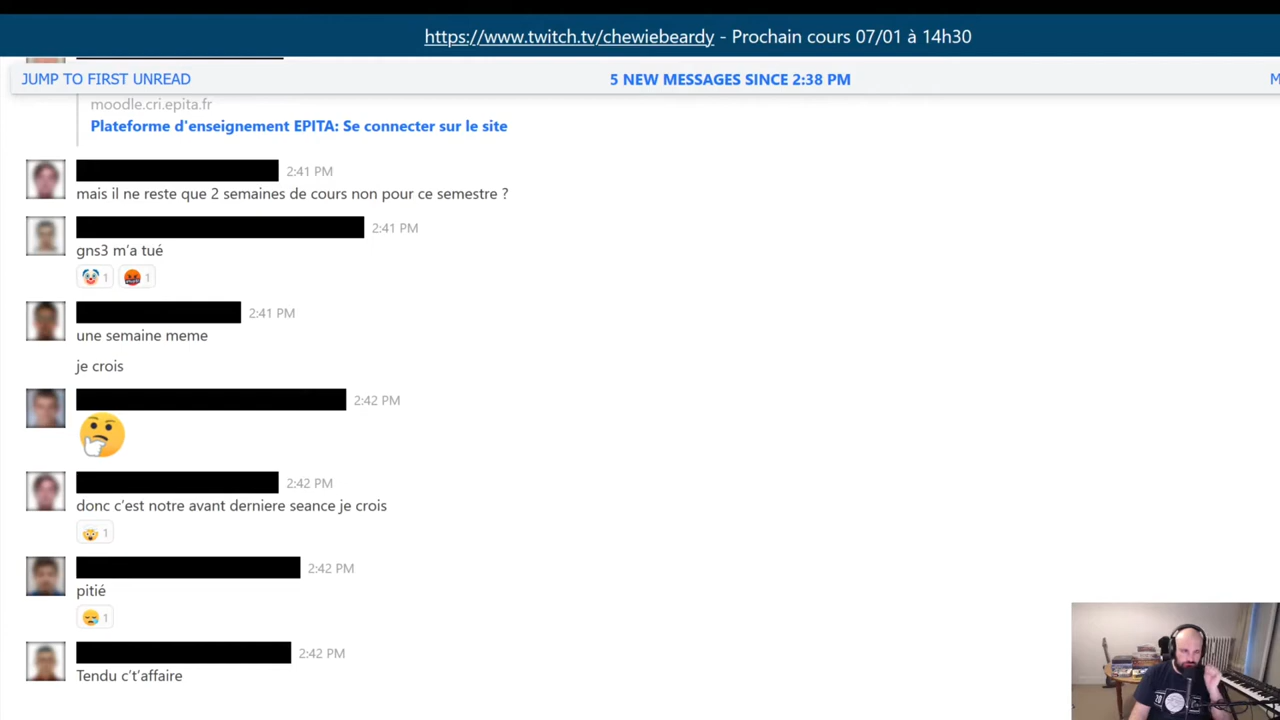 https://www.twitch.tv/chewiebeardy - Prochain cours 07/01 à 14h30
JUMP TO FIRST UNREAD
5 NEW MESSAGES SINCE 2:38 PM
M
moodle.cri.epita.fr
Plateforme d'enseignement EPITA: Se connecter sur le site
2:41 PM
mais il ne reste que 2 semaines de cours non pour ce semestre ?
2:41 PM
gns3 m'a tué
1 1
2:41 PM
une semaine meme
je crois
2:42 PM
2:42 PM
donc c'est notre avant derniere seance je crois
1
2:42 PM
pitié
1
2:42 PM
Tendu c't'affaire